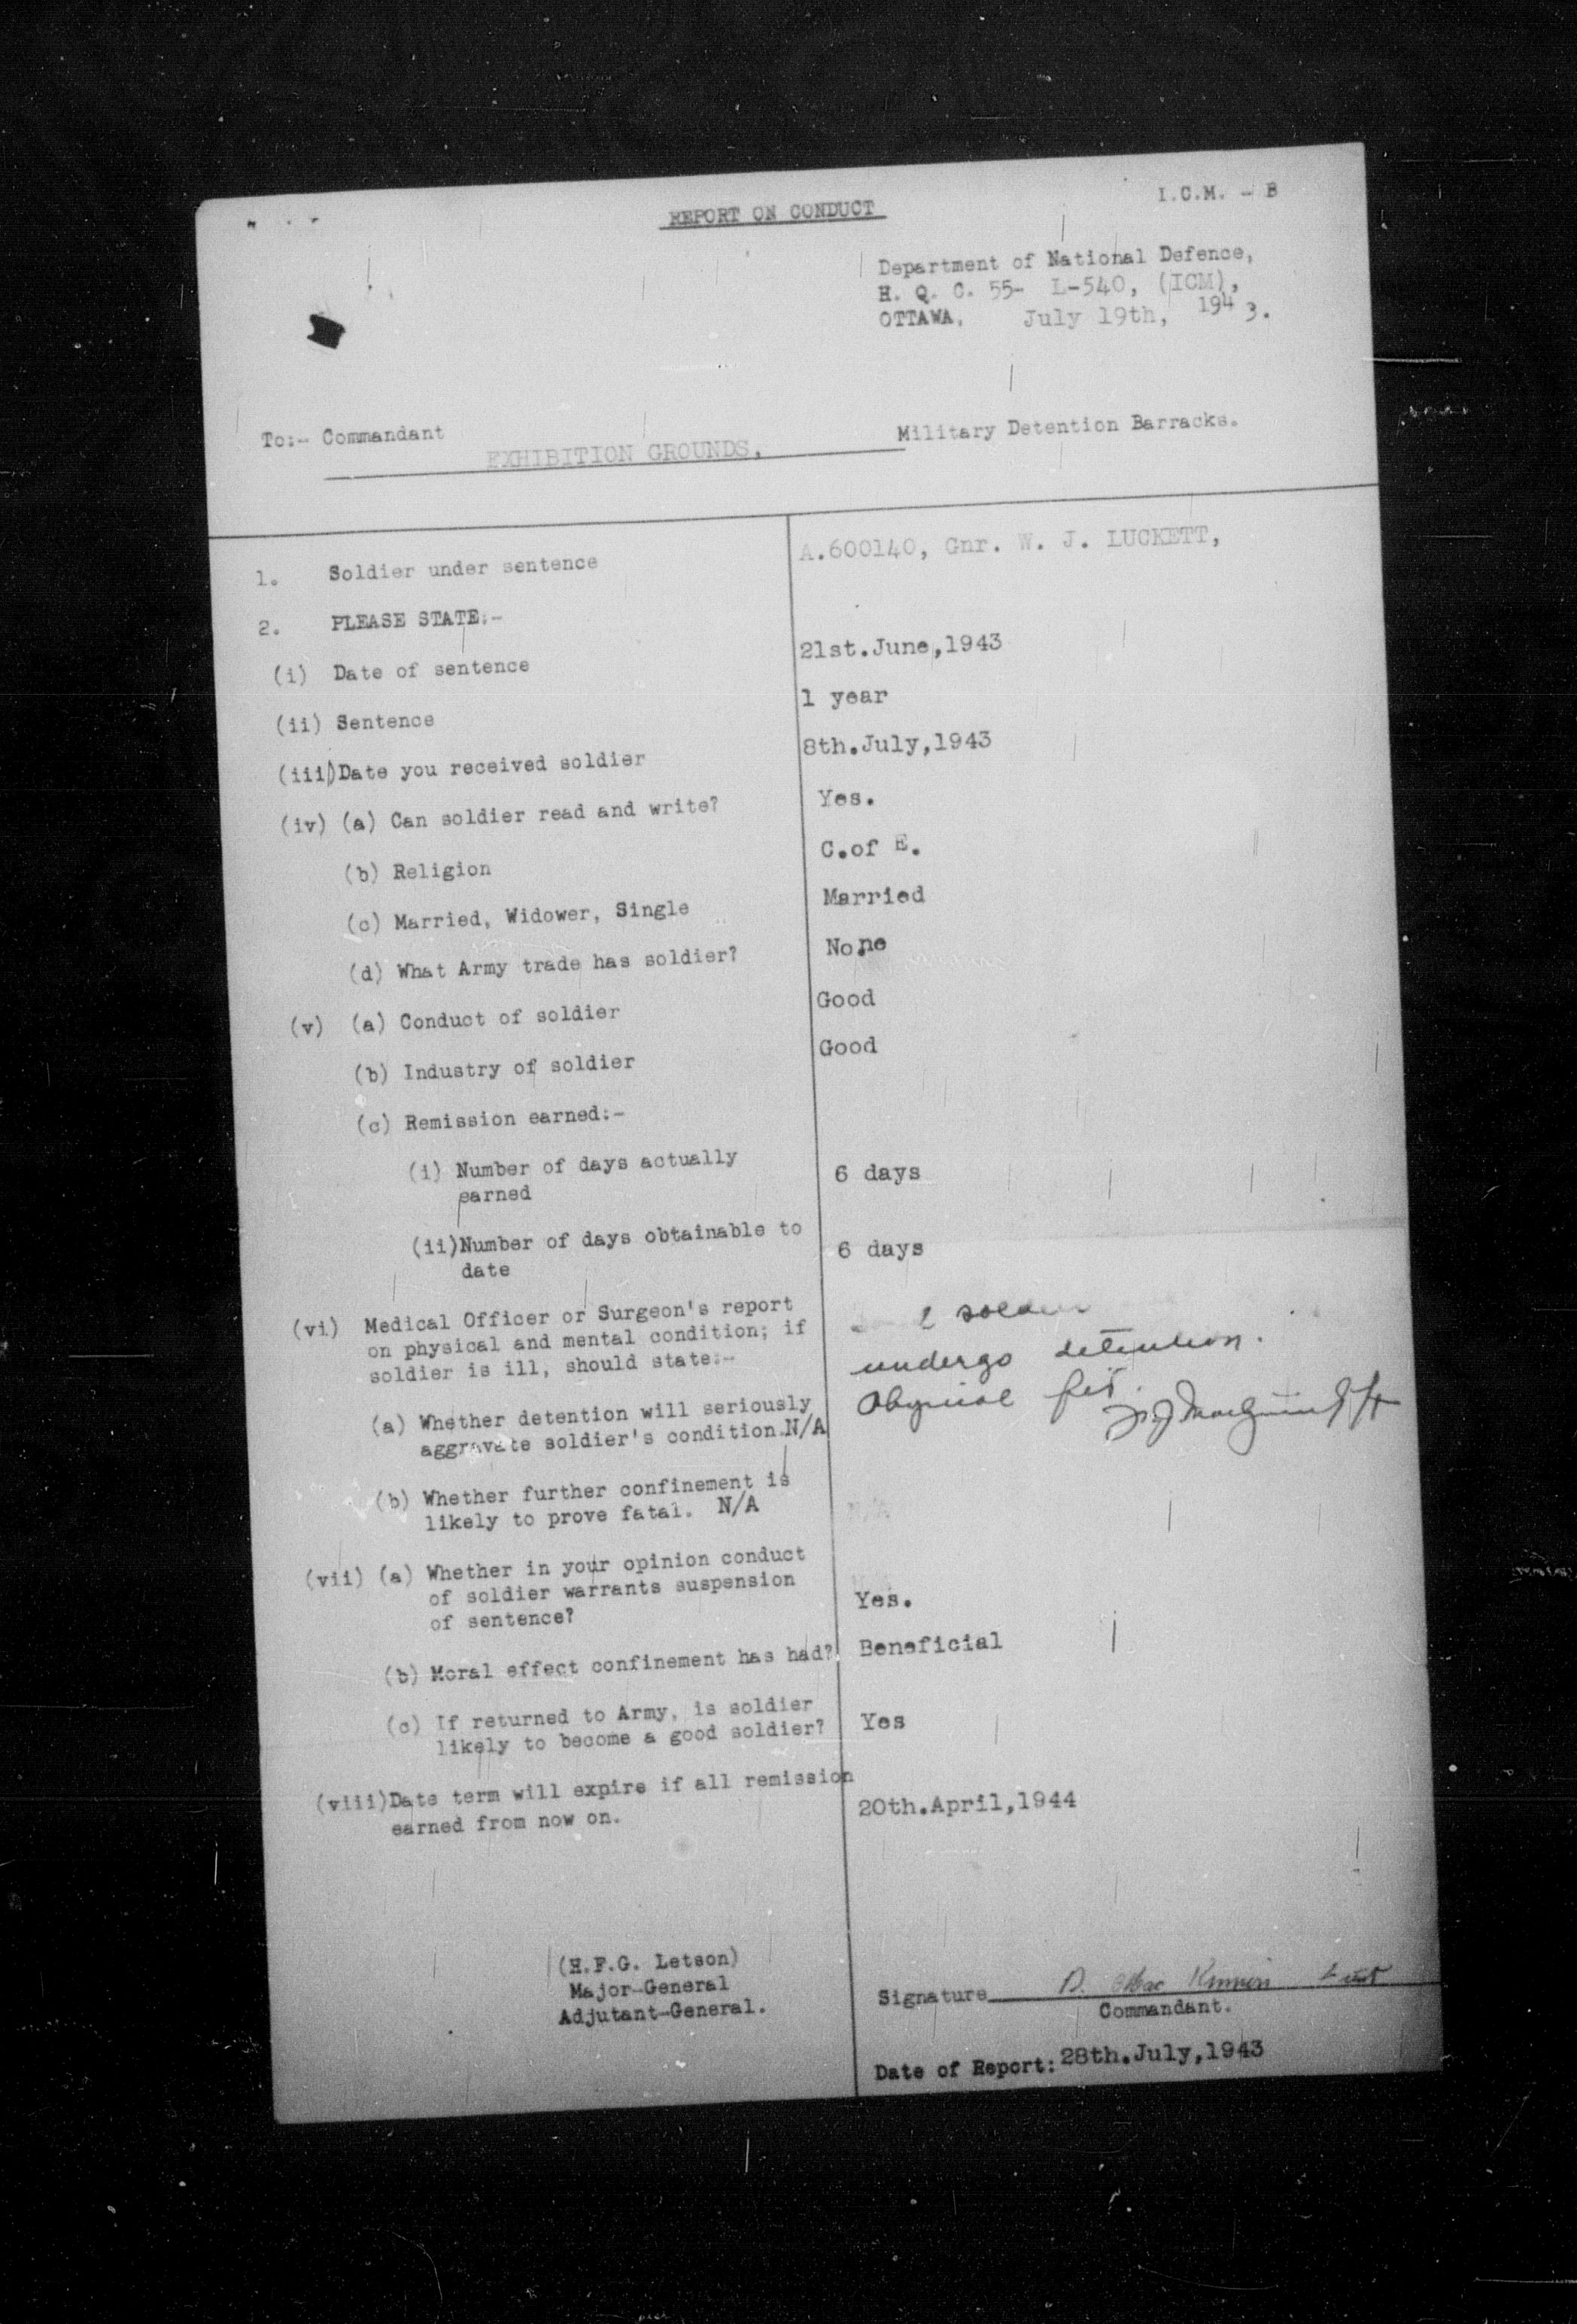 I.C.M. - B
REPORT ON CONDUCT
Department of National Defence,
H. Q. C. 55- L-540, (ICM),
OTTAWA, July 19th, 1943.
To:- Commandant
EXHIBITION GROUNDS, Military Detention Barracks.
1. Soldier under sentence A.600140, Gnr. W. J. LUCKETT,
2. PLEASE STATE:-
(i) Date of sentence 21st.June,1943
(ii) Sentence 1 year
(iii)Date you received soldier 8th.July,1943
(iv) (a) Can soldier read and write? Yes.
(b) Religion C.of E.
(c) Married, Widower, Single Married
(d) What Army trade has soldier? None
(v) (a) Conduct of soldier Good
(b) Industry of soldier Good
(c) Remission earned:-
(i) Number of days actually
earned 6 days
(ii)Number of days obtainable to
date 6 days
(vi) Medical Officer or Surgeon's report
on physical and mental condition; if
soldier is ill, should state:-
undergo detention.
(a) Whether detention will seriously
aggravate soldier's condition.N/A
fit.
(b) Whether further confinement is
likely to prove fatal. N/A
N/A
(vii) (a) Whether in your opinion conduct
of soldier warrants suspension
of sentence? Yes.
(b) Moral effect confinement has had? Beneficial
(c) If returned to Army, is soldier
likely to become a good soldier? Yes
(viii)Date term will expire if all remission
earned from now on. 20th.April,1944
(H.F.G. Letson)
Major-General
Adjutant-General.
Signature D. Mac Kinnon Lieut
Commandant.
Date of Report: 28th.July,1943